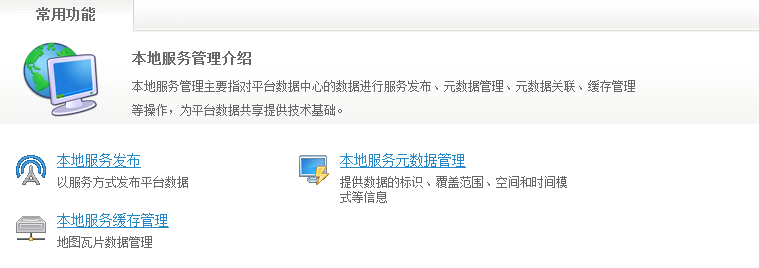 常用功能
本地服务管理介绍
本地服务管理主要指对平台数据中心的数据进行服务发布、元数据管理、元数据关联、缓存管理
等操作，为平台数据共享提供技术基础。
本地服务发布
以服务方式发布平台数据
本地服务元数据管理
提供数据的标识、覆盖范围、空间和时间模
式等信息
本地服务缓存管理
地图瓦片数据管理